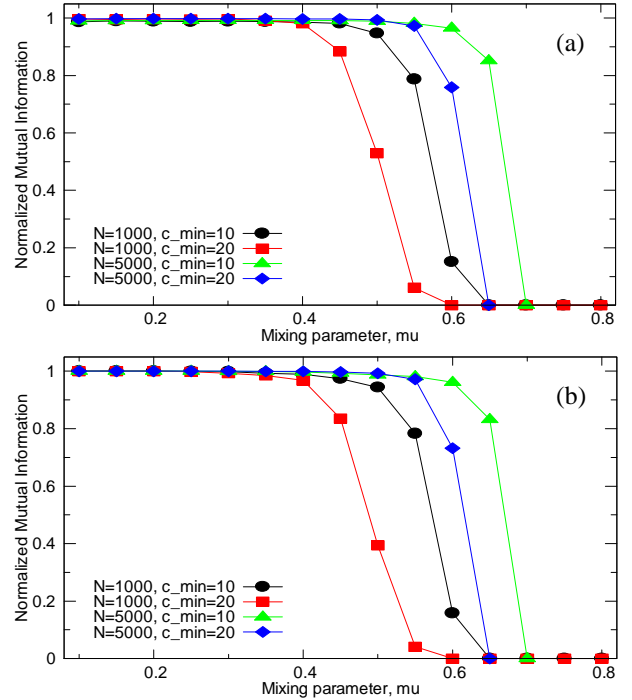 1
(a)
0.8
0.6
Normalized Mutual Information
0.4
N=1000, c_min=10
N=1000, c_min=20
0.2
N=5000, c_min=10
N=5000, c_min=20
0
0.2 0.4 0.6 0.8
Mixing parameter, mu
1
(b)
0.8
0.6
Normalized Mutual Information
0.4
N=1000, c_min=10
0.2
N=1000, c_min=20
N=5000, c_min=10
N=5000, c_min=20
0
0.2 0.4 0.6 0.8
Mixing parameter, mu